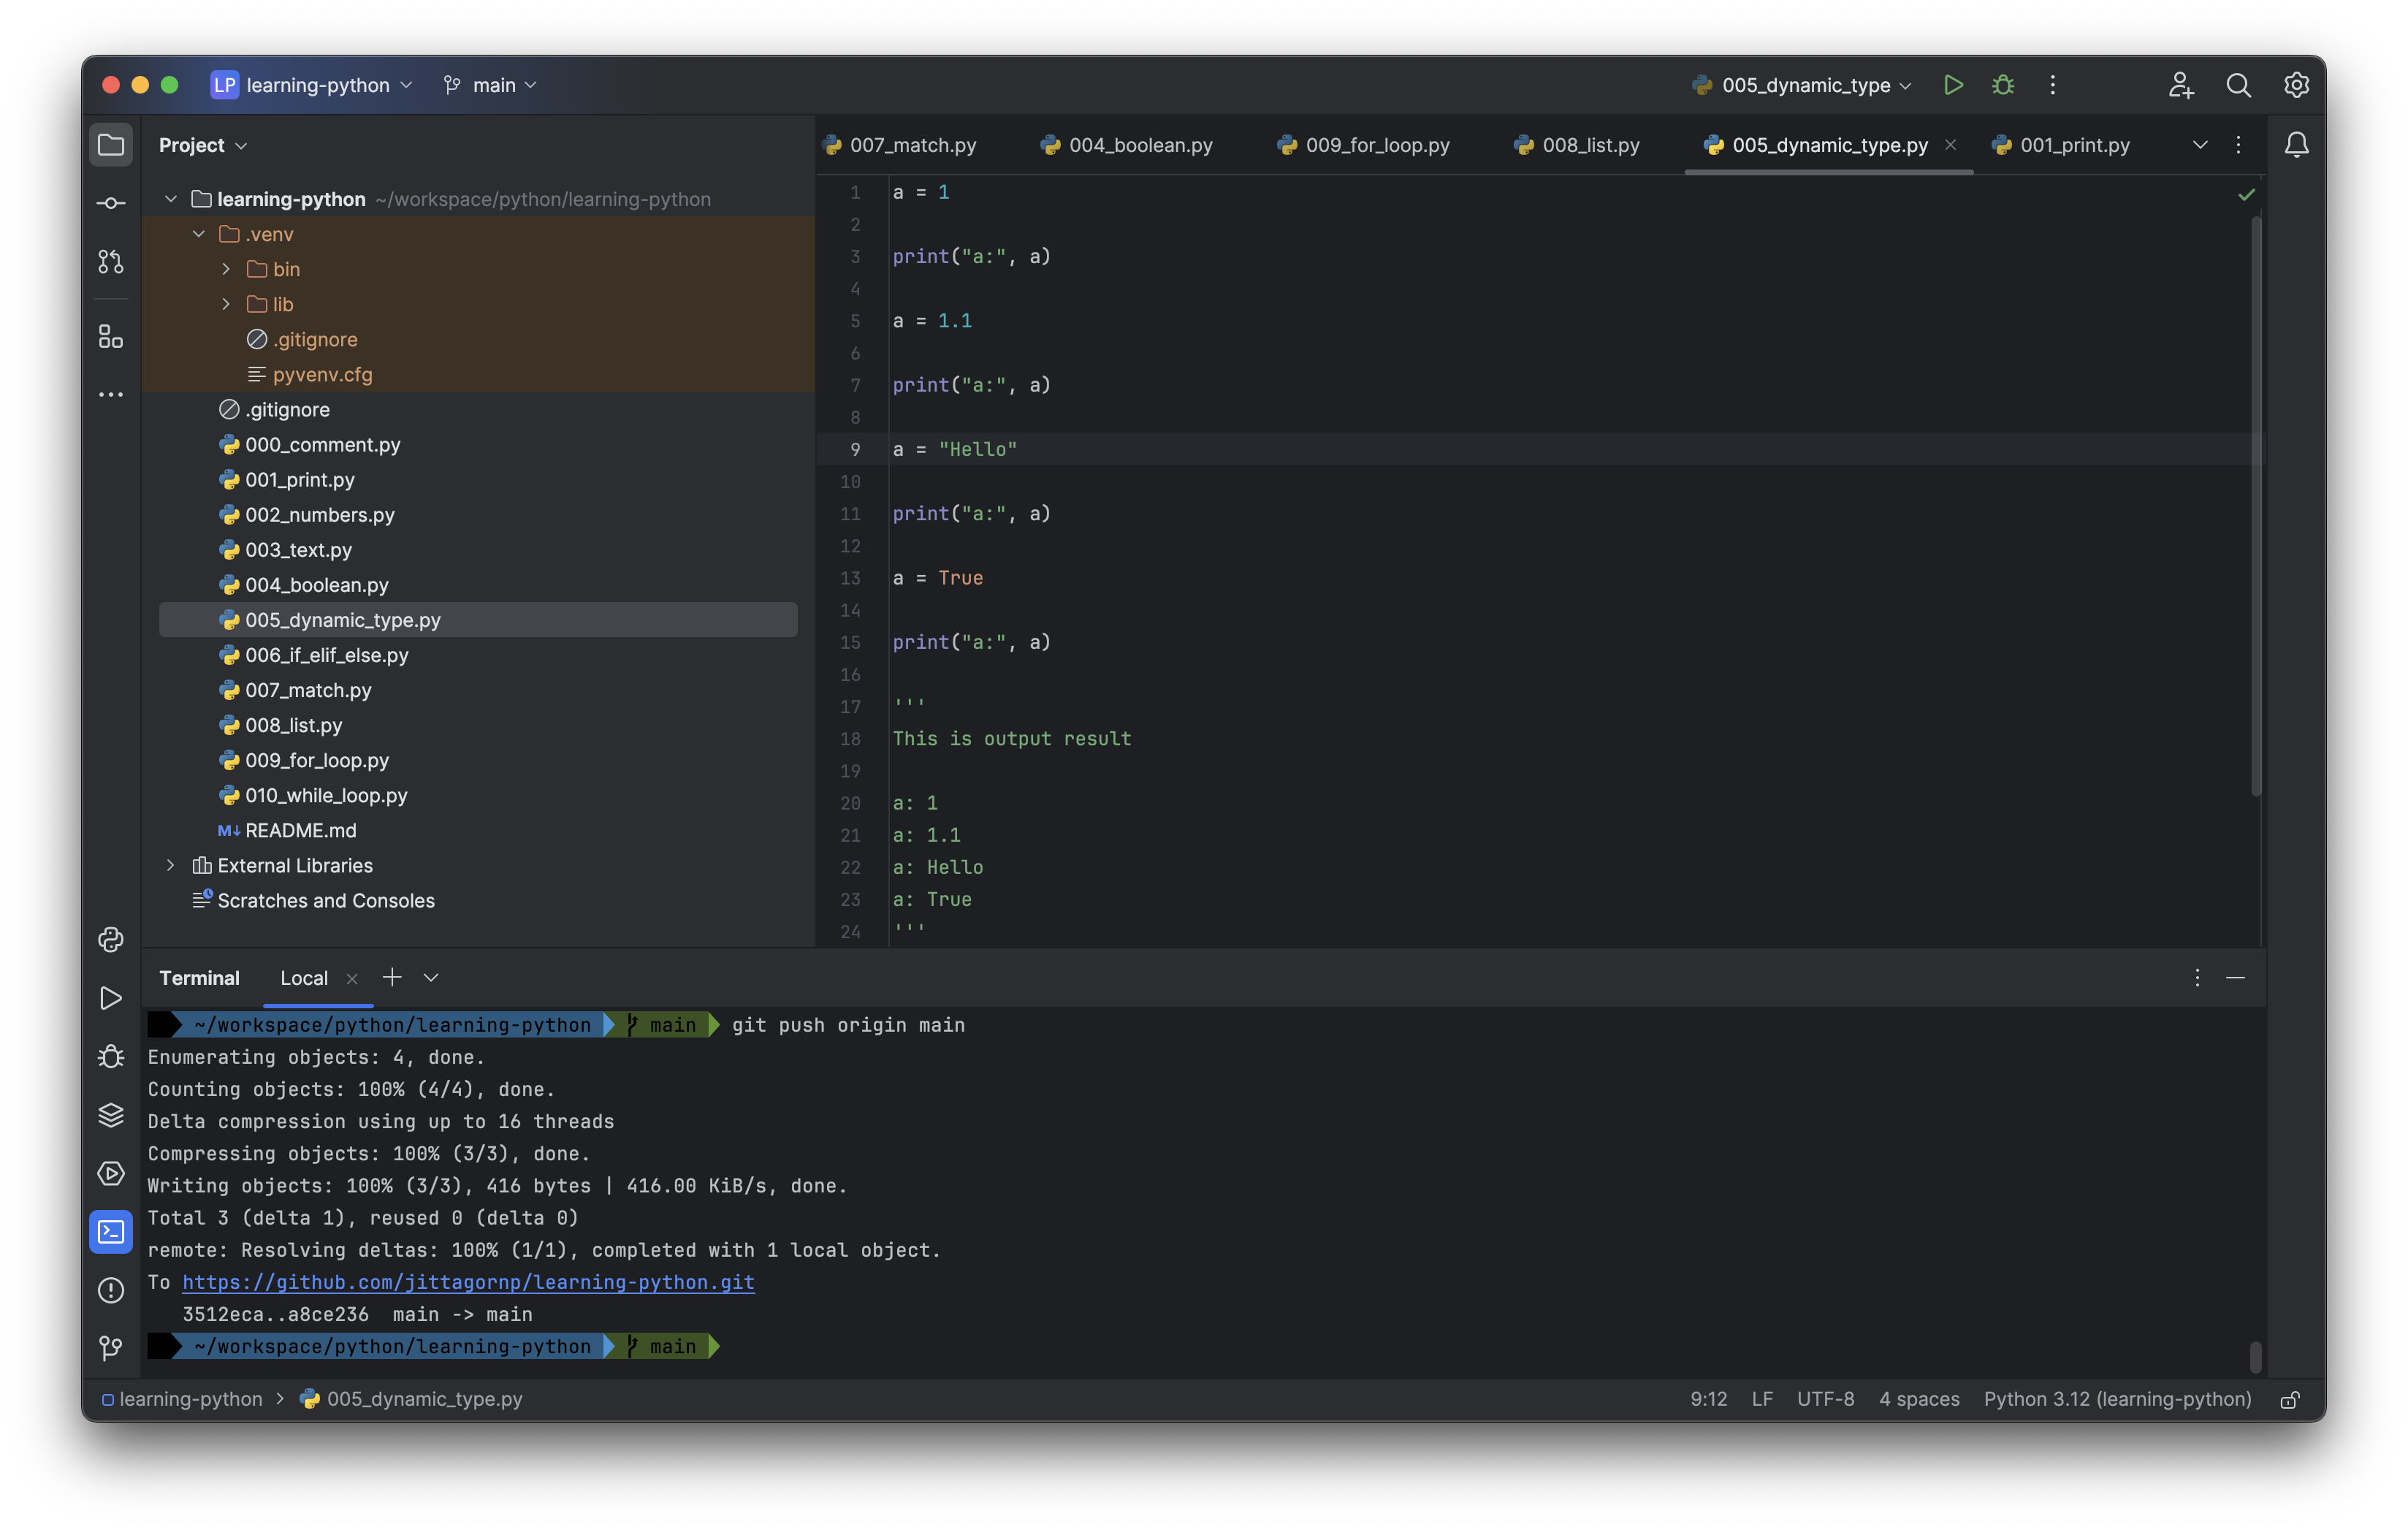 LP learning-python main 005_dynamic_type
Project
learning-python ~/workspace/python/learning-python
.venv
bin
lib
.gitignore
pyvenv.cfg
.gitignore
000_comment.py
001_print.py
002_numbers.py
003_text.py
004_boolean.py
005_dynamic_type.py
006_if_elif_else.py
007_match.py
008_list.py
009_for_loop.py
010_while_loop.py
M↓ README.md
External Libraries
Scratches and Consoles
007_match.py 004_boolean.py 009_for_loop.py 008_list.py 005_dynamic_type.py 001_print.py
1 a = 1
2
3 print("a:", a)
4
5 a = 1.1
6
7 print("a:", a)
8
9 a = "Hello"
10
11 print("a:", a)
12
13 a = True
14
15 print("a:", a)
16
17 '''
18 This is output result
19
20 a: 1
21 a: 1.1
22 a: Hello
23 a: True
24 '''
Terminal Local
~/workspace/python/learning-python main git push origin main
Enumerating objects: 4, done.
Counting objects: 100% (4/4), done.
Delta compression using up to 16 threads
Compressing objects: 100% (3/3), done.
Writing objects: 100% (3/3), 416 bytes | 416.00 KiB/s, done.
Total 3 (delta 1), reused 0 (delta 0)
remote: Resolving deltas: 100% (1/1), completed with 1 local object.
To https://github.com/jittagornp/learning-python.git
3512eca..a8ce236 main -> main
~/workspace/python/learning-python main
learning-python > 005_dynamic_type.py 9:12 LF UTF-8 4 spaces Python 3.12 (learning-python)